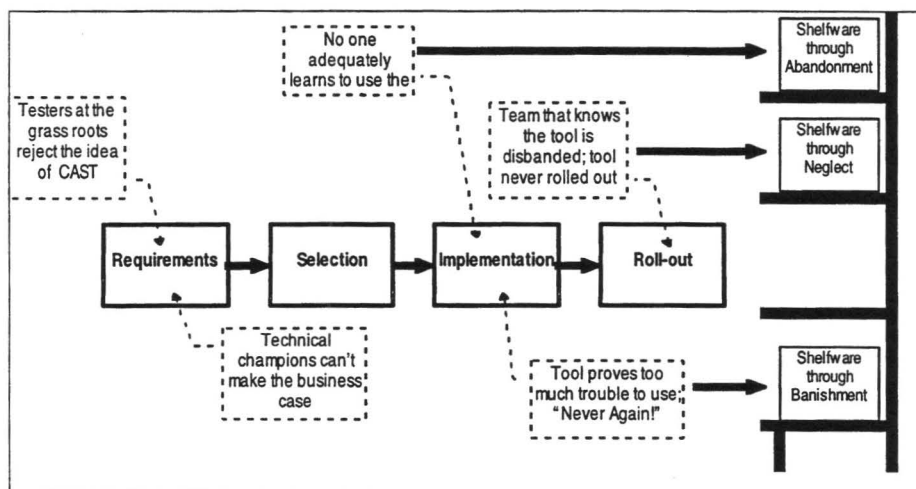 No one
adequately
learns to use the
Shelfware
through
Abandonment
Testers at the
grass roots
reject the idea
of CAST
Team that knows
the tool is
disbanded; tool
never rolled out
Shelfware
through
Neglect
Requirements
Selection
Implementation
Roll-out
Technical
champions can't
make the business
case
Tool proves too
much trouble to use;
"Never Again!"
Shelfware
through
Banishment